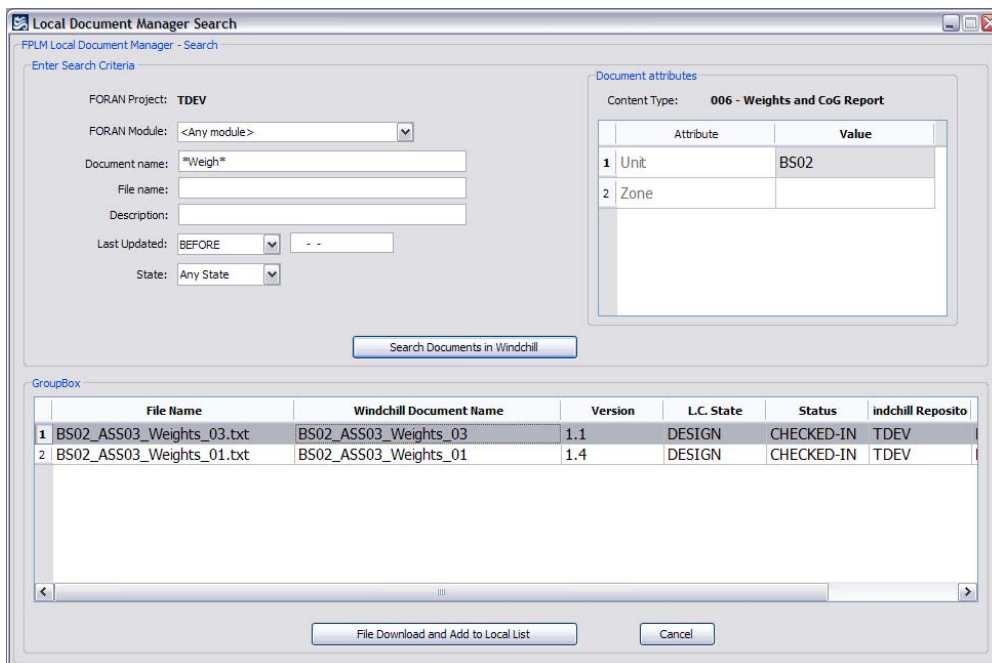 Local Document Manager Search
FPLM Local Document Manager - Search
Enter Search Criteria
FORAN Project: TDEV
FORAN Module: <Any module>
Document name: *Weigh*
File name:
Description:
Last Updated: BEFORE - -
State: Any State
Document attributes
Content Type: 006 - Weights and CoG Report
Attribute Value
1 Unit BS02
2 Zone
Search Documents in Windchill
GroupBox
File Name Windchill Document Name Version L.C. State Status indchill Reposito
1 BS02_ASS03_Weights_03.txt BS02_ASS03_Weights_03 1.1 DESIGN CHECKED-IN TDEV
2 BS02_ASS03_Weights_01.txt BS02_ASS03_Weights_01 1.4 DESIGN CHECKED-IN TDEV
File Download and Add to Local List Cancel